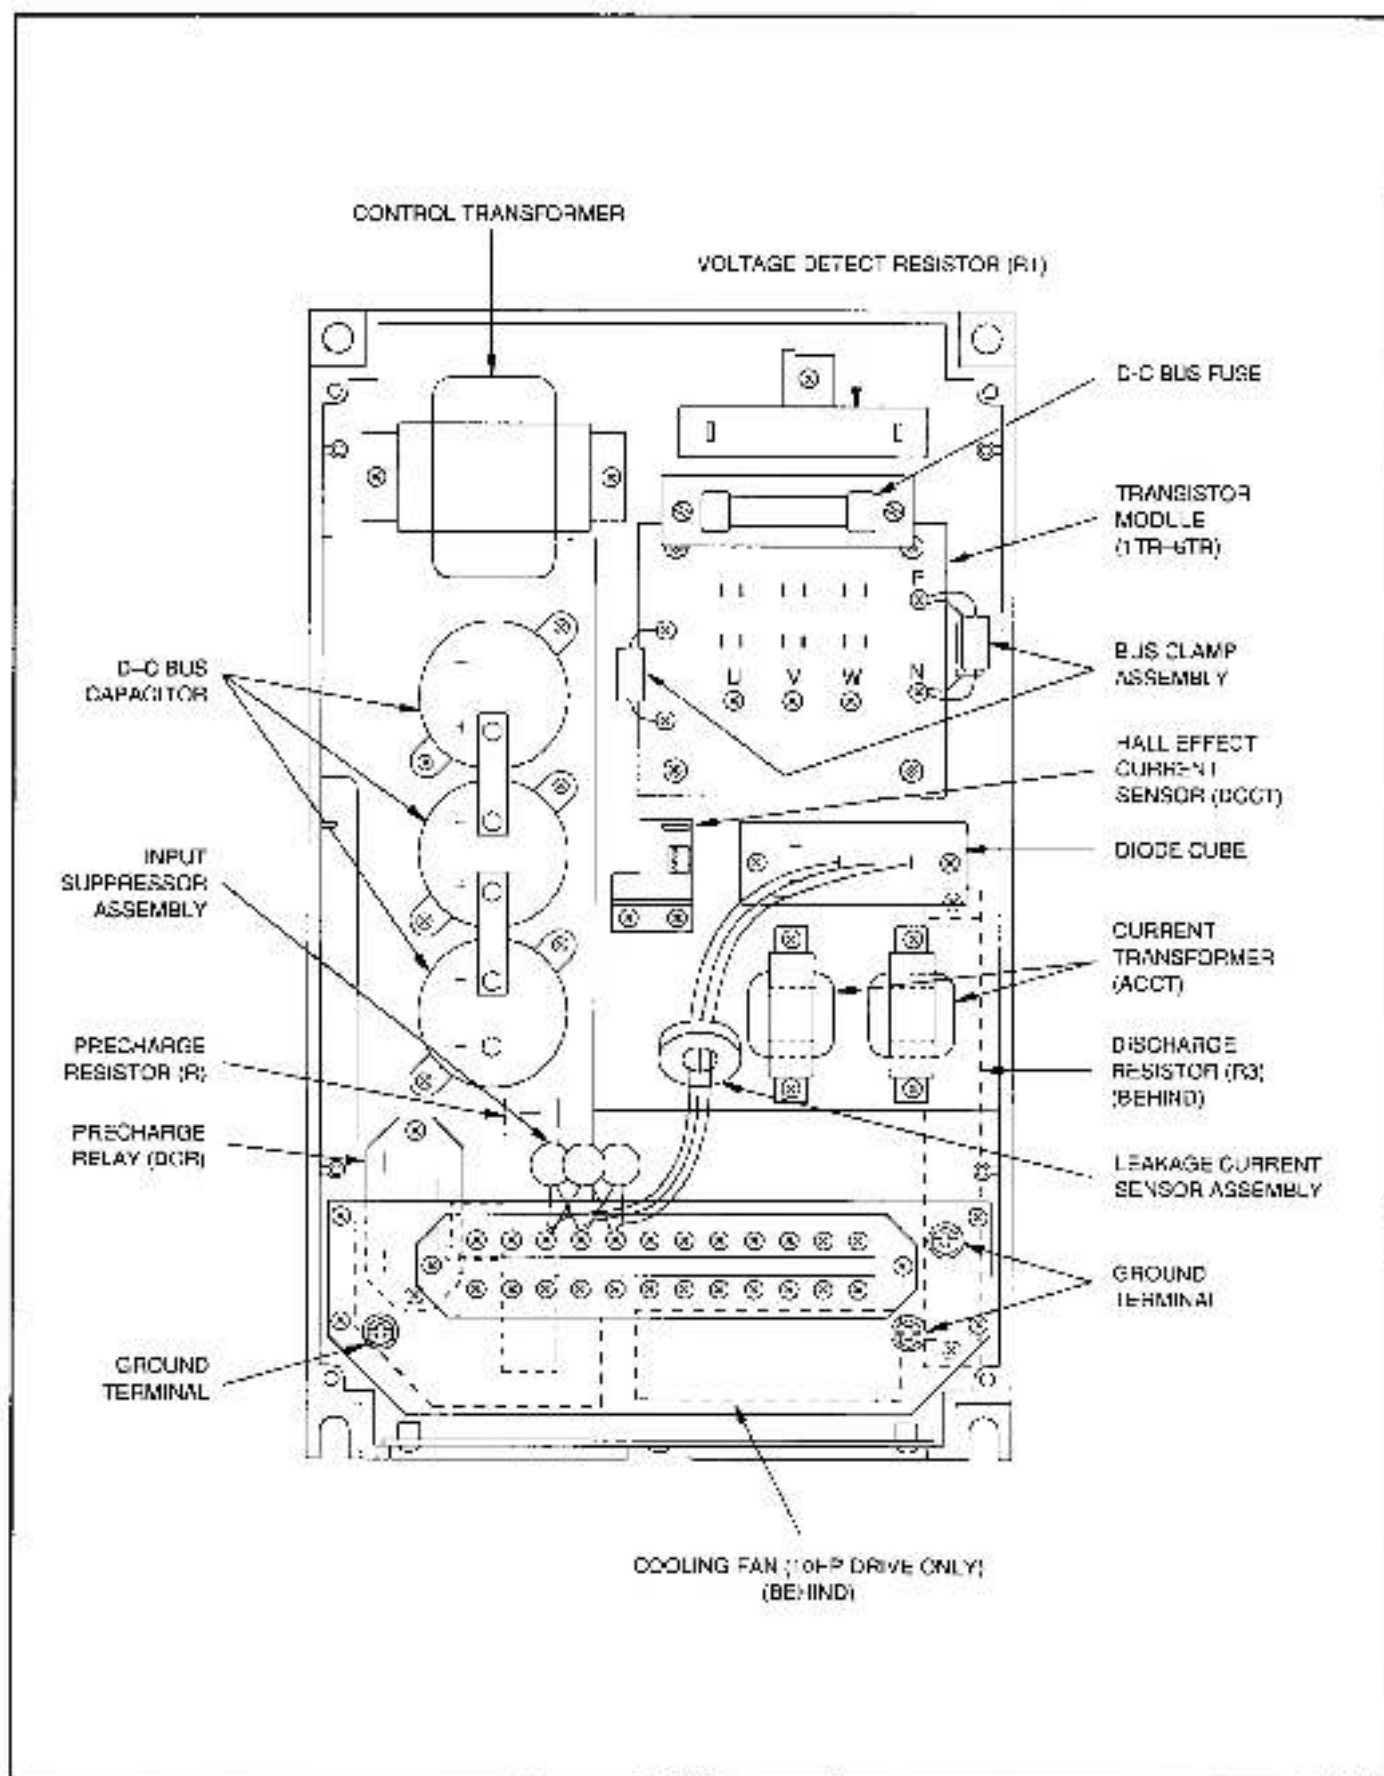 CONTROL TRANSFORMER
VOLTAGE DETECT RESISTOR (R1)
D-C BUS FUSE
TRANSISTOR
MODULE
(1TR-6TR)
D-C BUS
CAPACITOR
BUS CLAMP
ASSEMBLY
U V W
N
HALL EFFECT
CURRENT
SENSOR (DCCT)
INPUT
SUPPRESSOR
ASSEMBLY
DIODE CUBE
CURRENT
TRANSFORMER
(ACCT)
PRECHARGE
RESISTOR (R)
DISCHARGE
RESISTOR (R3)
(BEHIND)
PRECHARGE
RELAY (DCR)
LEAKAGE CURRENT
SENSOR ASSEMBLY
GROUND
TERMINAL
GROUND
TERMINAL
COOLING FAN (10HP DRIVE ONLY)
(BEHIND)